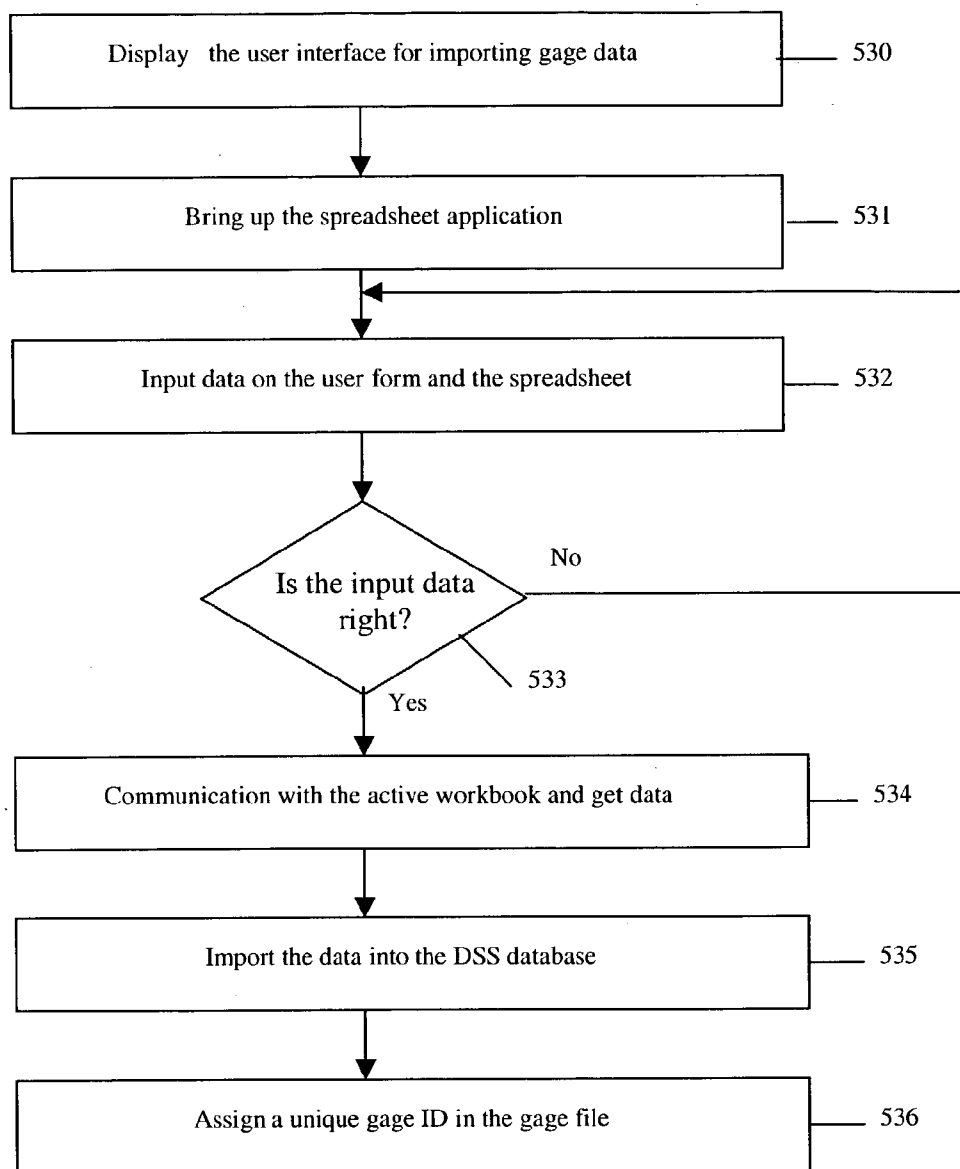 Display the user interface for importing gage data
530
Bring up the spreadsheet application
531
Input data on the user form and the spreadsheet
532
No
Is the input data
right?
533
Yes
Communication with the active workbook and get data
534
Import the data into the DSS database
535
Assign a unique gage ID in the gage file
536